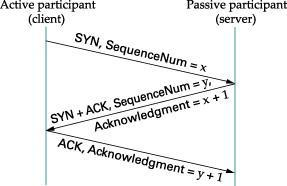 Active participant
(client)
Passive participant
(server)
SYN, SequenceNum = x
SYN + ACK, SequenceNum = y,
Acknowledgment = x + 1
ACK, Acknowledgment = y + 1